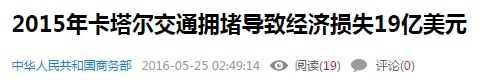 2015年卡塔尔交通拥堵导致经济损失19亿美元
中华人民共和国商务部 2016-05-25 02:49:14 阅读(19) 评论(0)